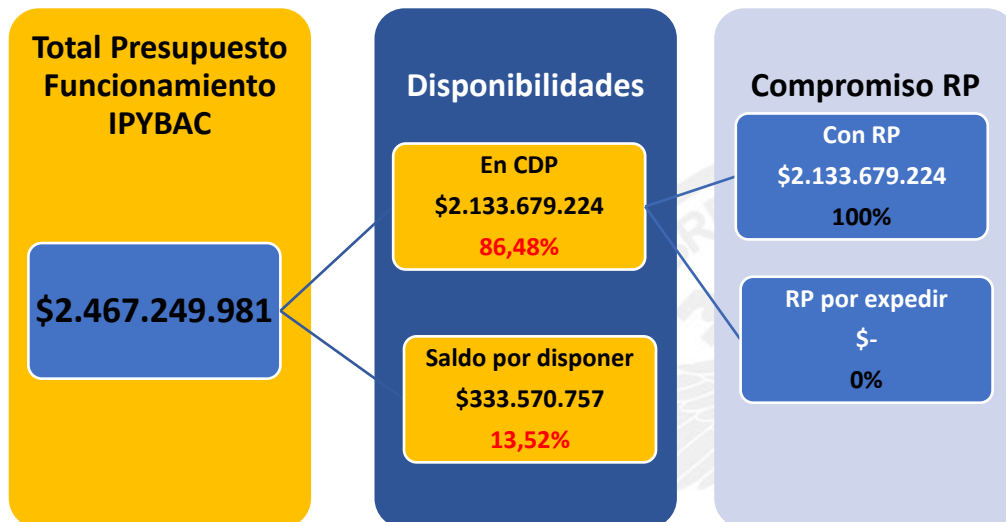 Total Presupuesto
Funcionamiento
IPYBAC
$2.467.249.981
Disponibilidades
En CDP
$2.133.679.224
86,48%
Saldo por disponer
$333.570.757
13,52%
Compromiso RP
Con RP
$2.133.679.224
100%
RP por expedir
$-
0%